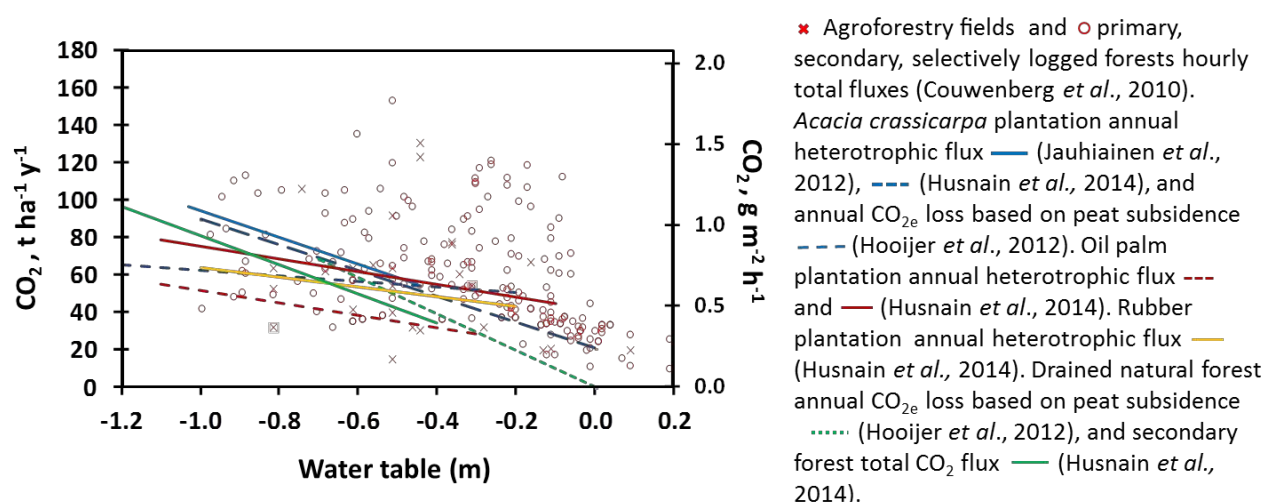 180
160
140
120
100
80
60
40
20
0
CO2 , t ha-1 y-1
-1.2 -1.0 -0.8 -0.6 -0.4 -0.2 0.0 0.2
Water table (m)
2.0
1.5
1.0
0.5
0.0
CO2 , g m-2 h-1
Agroforestry fields and primary,
secondary, selectively logged forests hourly
total fluxes (Couwenberg et al., 2010).
Acacia crassicarpa plantation annual
heterotrophic flux (Jauhiainen et al.,
2012), (Husnain et al., 2014), and
annual CO2e loss based on peat subsidence
(Hooijer et al., 2012). Oil palm
plantation annual heterotrophic flux
and (Husnain et al., 2014). Rubber
plantation annual heterotrophic flux
(Husnain et al., 2014). Drained natural forest
annual CO2e loss based on peat subsidence
(Hooijer et al., 2012), and secondary
forest total CO2 flux (Husnain et al.,
2014).